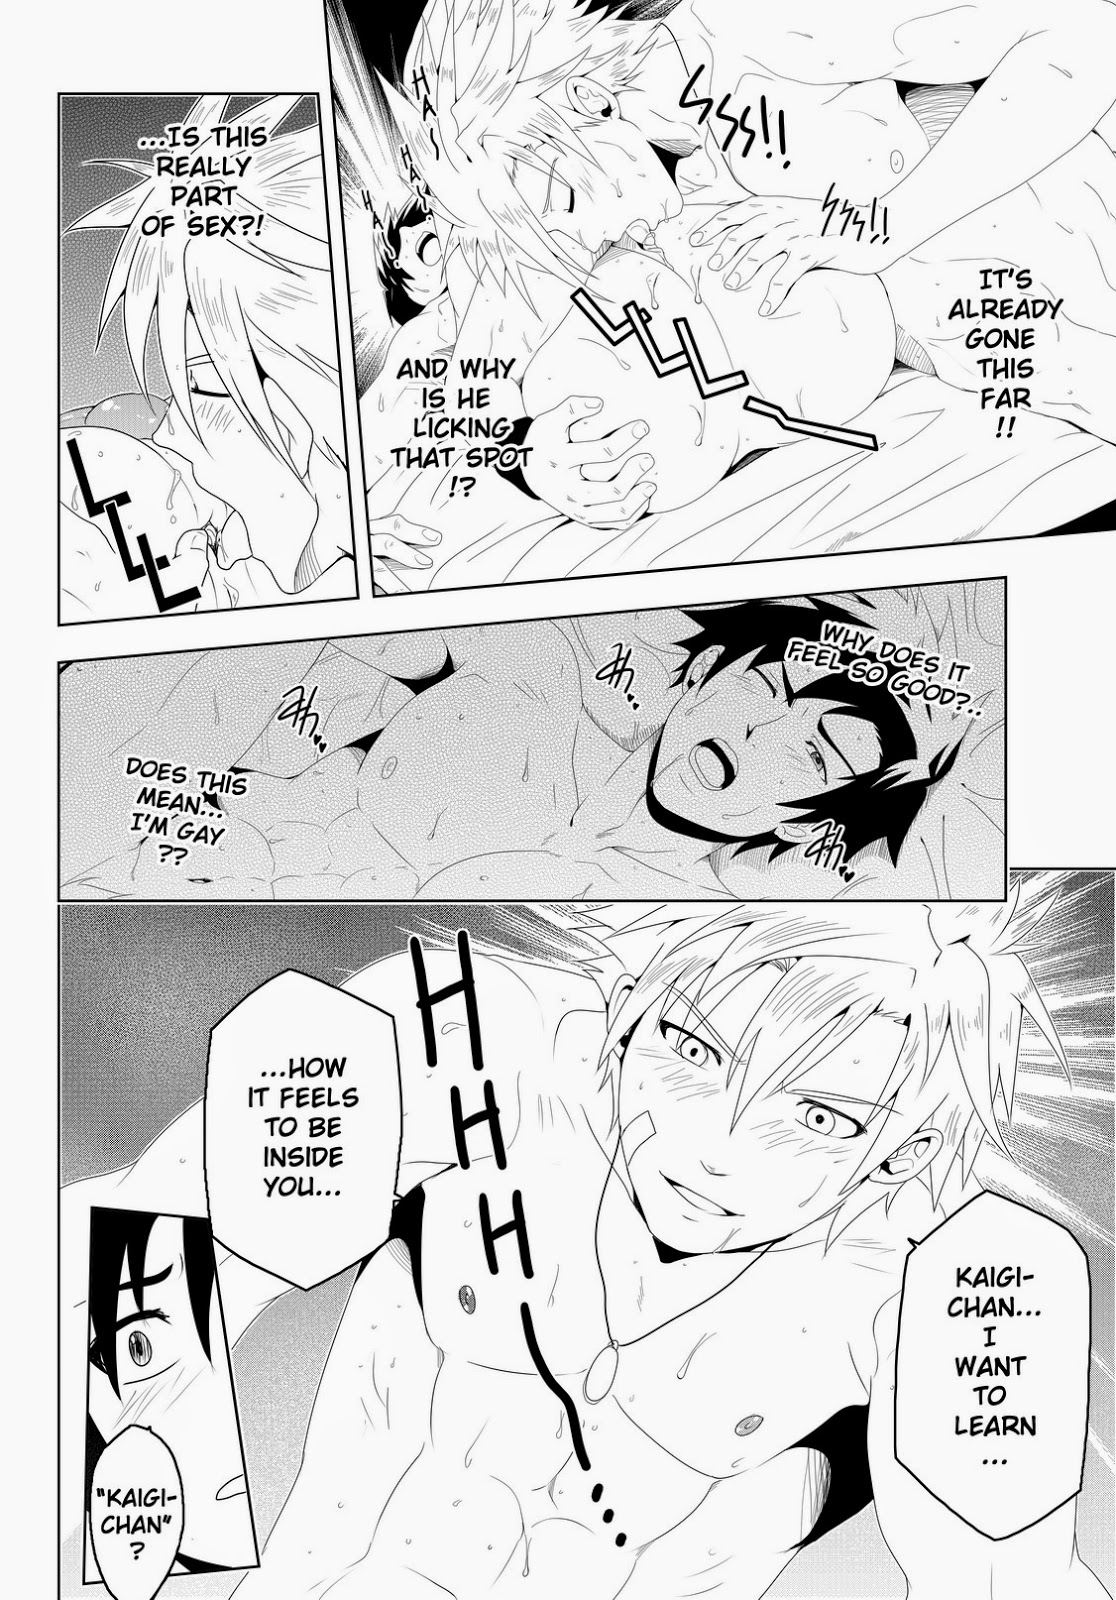 IT'S
ALREADY
GONE
THIS
FAR
!!
AND WHY
IS HE
LICKING
THAT SPOT
!?
...IS THIS
REALLY
PART
OF SEX?!
WHY DOES IT
FEEL SO GOOD?..
DOES THIS
MEAN...
I'M GAY
??
KAIGI-
CHAN...
I
WANT
TO
LEARN
...
...HOW
IT FEELS
TO BE
INSIDE
YOU...
"KAIGI-
CHAN"
?